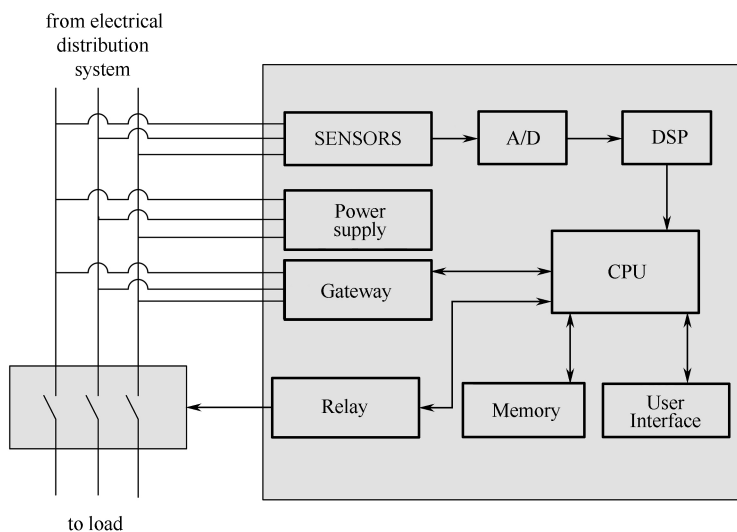 from electrical
distribution
system
SENSORS
A/D
DSP
Power
supply
CPU
Gateway
Relay
Memory
User
Interface
to load